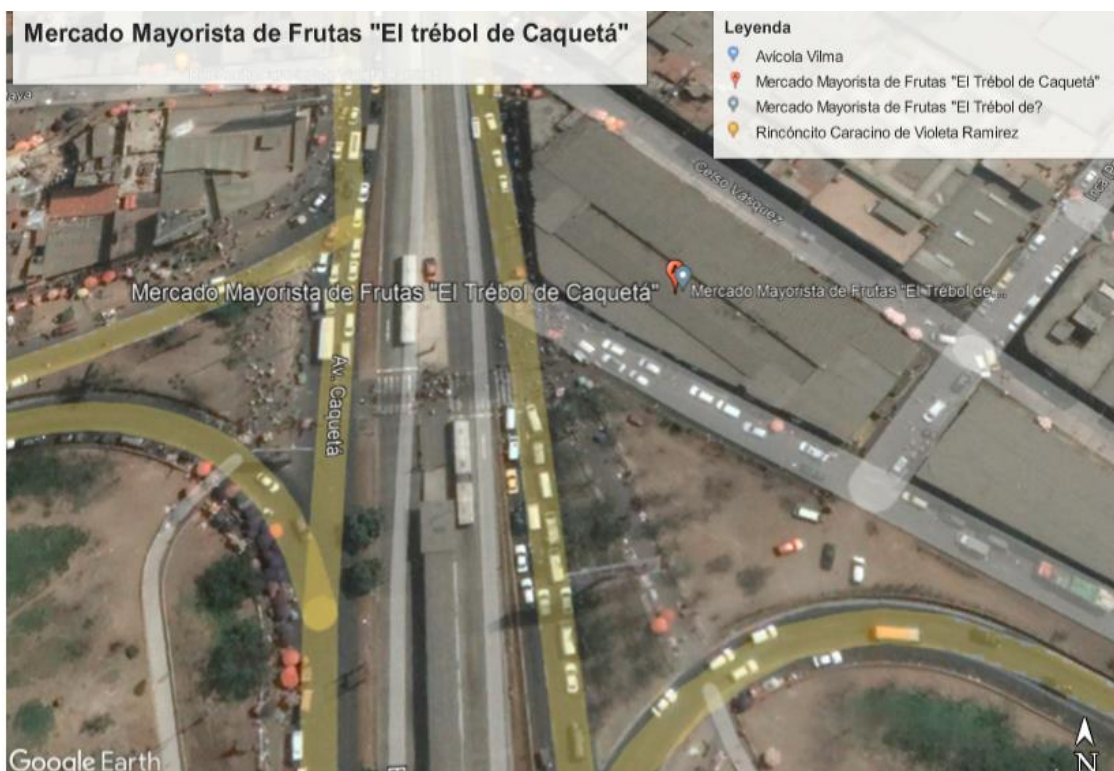 Mercado Mayorista de Frutas "El trébol de Caquetá"
Leyenda
Avícola Vilma
Mercado Mayorista de Frutas "El Trébol de Caquetá"
Mercado Mayorista de Frutas "El Trébol de?
Rincóncito Caracino de Violeta Ramirez
Celso Vasquez
Mercado Mayorista de Frutas "El Trébol de Caquetá"
Mercado Mayorista de Frutas "El Trébol de...
Av. Caquetá
Google Earth
N